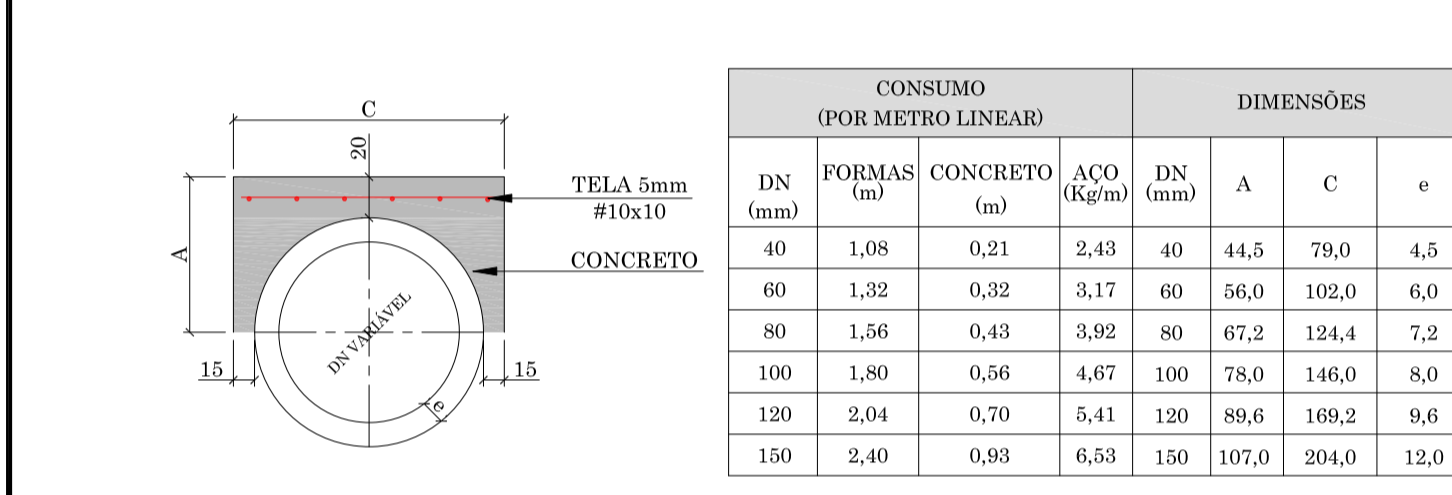 C
20
TELA 5mm
#10x10
A
CONCRETO
DN VARIÁVEL
15
15
e
CONSUMO
(POR METRO LINEAR)
DIMENSÕES
DN (mm) FORMAS (m) CONCRETO (m) AÇO (Kg/m) DN (mm) A C e
40 1,08 0,21 2,43 40 44,5 79,0 4,5
60 1,32 0,32 3,17 60 56,0 102,0 6,0
80 1,56 0,43 3,92 80 67,2 124,4 7,2
100 1,80 0,56 4,67 100 78,0 146,0 8,0
120 2,04 0,70 5,41 120 89,6 169,2 9,6
150 2,40 0,93 6,53 150 107,0 204,0 12,0